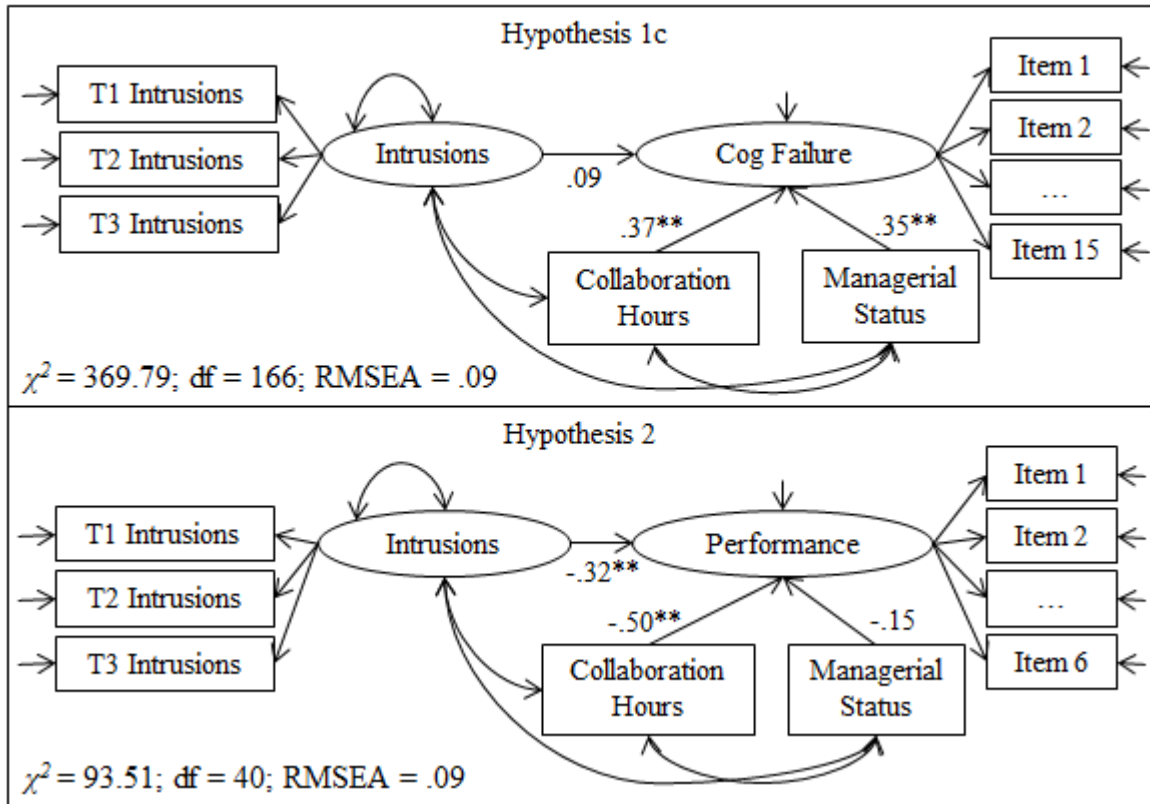 Hypothesis 1c
T1 Intrusions
T2 Intrusions
T3 Intrusions
Intrusions
.09
Cog Failure
Item 1
Item 2
...
Item 15
.37**
.35**
Collaboration
Hours
Managerial
Status
χ² = 369.79; df = 166; RMSEA = .09
Hypothesis 2
T1 Intrusions
T2 Intrusions
T3 Intrusions
Intrusions
-.32**
Performance
Item 1
Item 2
...
Item 6
-.50**
-.15
Collaboration
Hours
Managerial
Status
χ² = 93.51; df = 40; RMSEA = .09